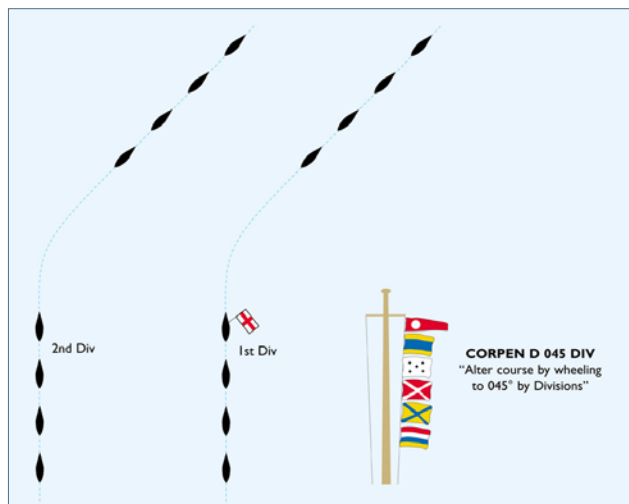 2nd Div
1st Div
CORPEN D 045 DIV
“Alter course by wheeling
to 045° by Divisions”